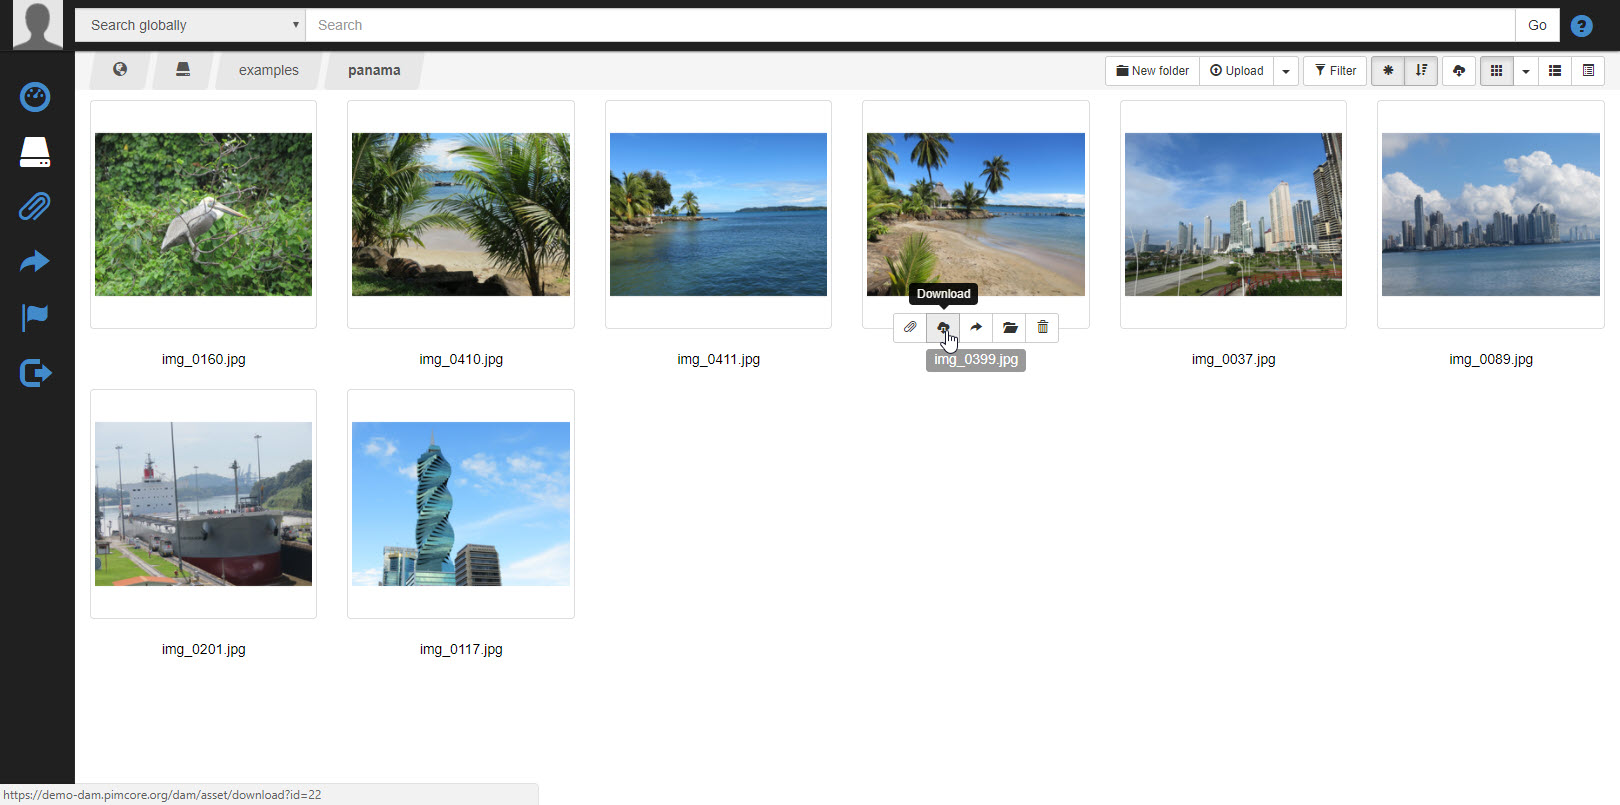 Search globally
Search
Go
?
examples
panama
New folder
Upload
Filter
Download
img_0160.jpg
img_0410.jpg
img_0411.jpg
img_0399.jpg
img_0037.jpg
img_0089.jpg
img_0201.jpg
img_0117.jpg
https://demo-dam.pimcore.org/dam/asset/download?id=22